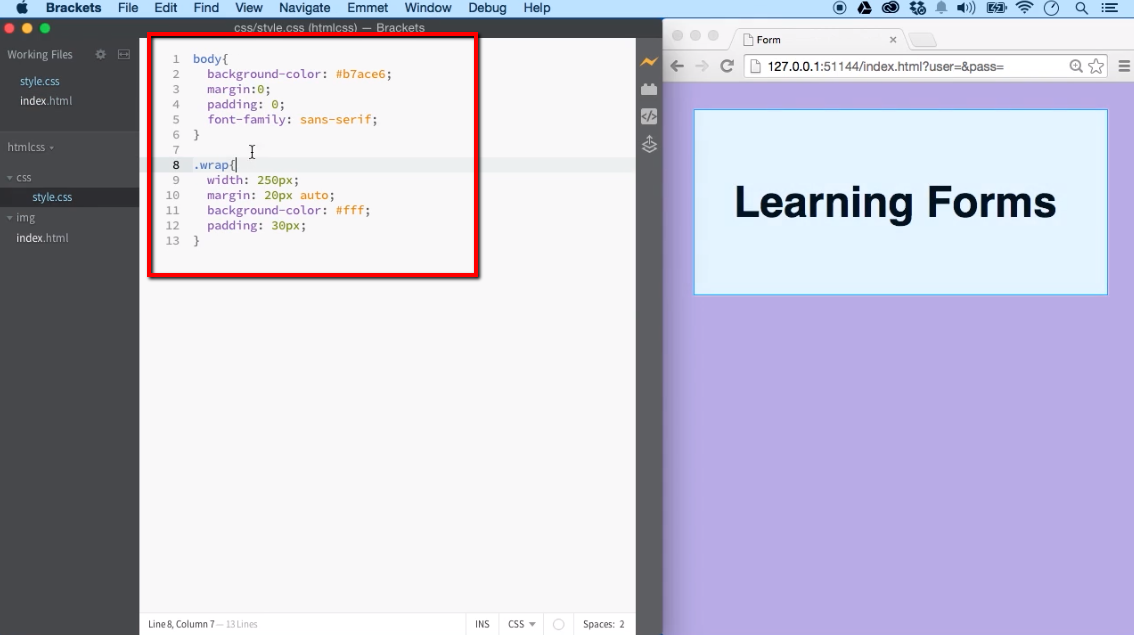 Brackets File Edit Find View Navigate Emmet Window Debug Help
css/style.css (htmlcss) — Brackets
Working Files
style.css
index.html
htmlcss
css
style.css
img
index.html
1 body{
2 background-color: #b7ace6;
3 margin:0;
4 padding: 0;
5 font-family: sans-serif;
6 }
7
8 .wrap{
9 width: 250px;
10 margin: 20px auto;
11 background-color: #fff;
12 padding: 30px;
13 }
Line 8, Column 7 — 13 Lines
INS CSS Spaces: 2
Form
127.0.0.1:51144/index.html?user=&pass=
Learning Forms